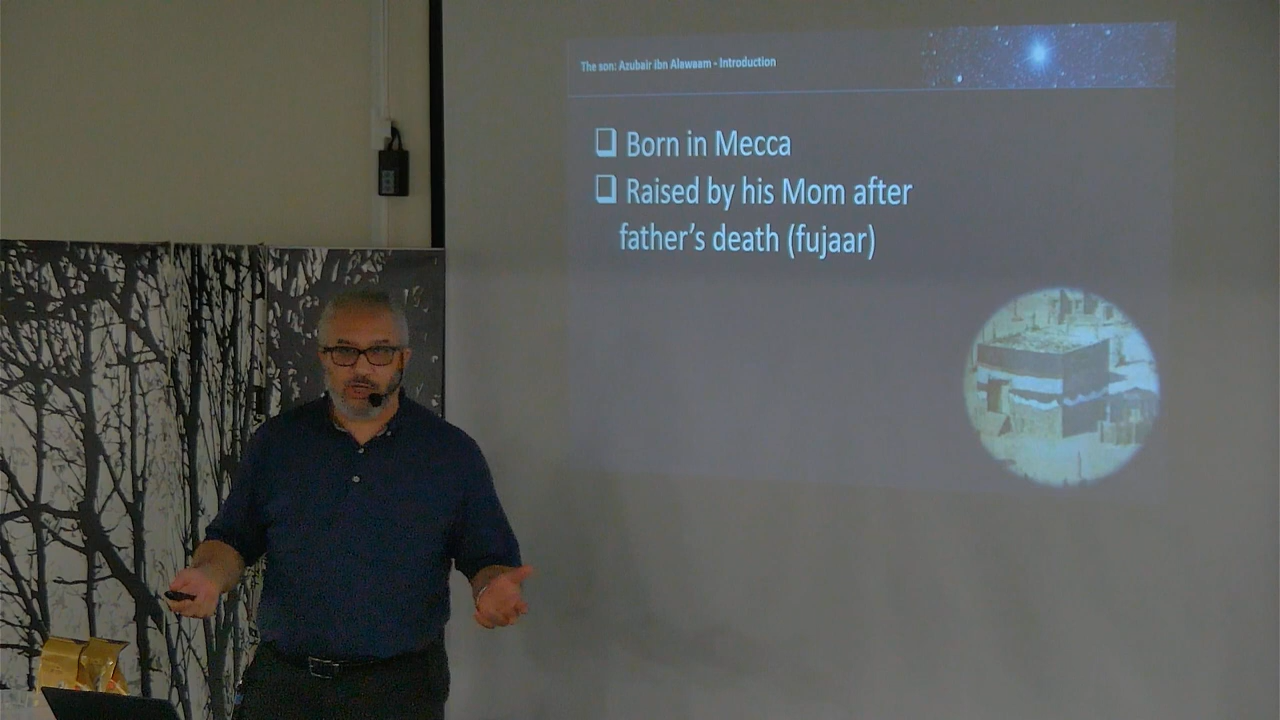 The son: Azubair ibn Alawaam - Introduction
❑ Born in Mecca
❑ Raised by his Mom after
father's death (fujaar)